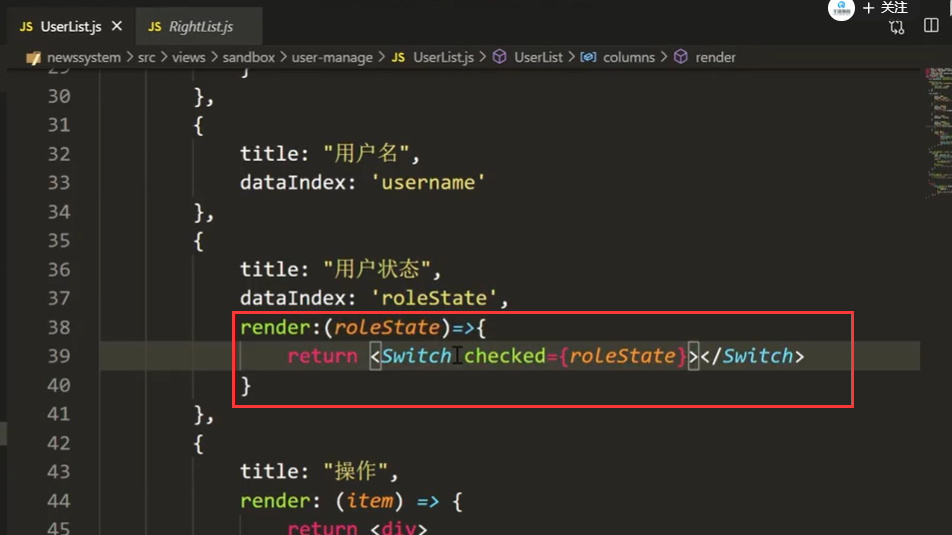 关注
JS UserList.js
JS RightList.js
newssystem > src > views > sandbox > user-manage > JS UserList.js > UserList > columns > render
30 },
31 {
32 title: "用户名",
33 dataIndex: 'username'
34 },
35 {
36 title: "用户状态",
37 dataIndex: 'roleState',
38 render:(roleState)=>{
39 return <Switch checked={roleState}></Switch>
40 }
41 },
42 {
43 title: "操作",
44 render: (item) => {
45 return <div>